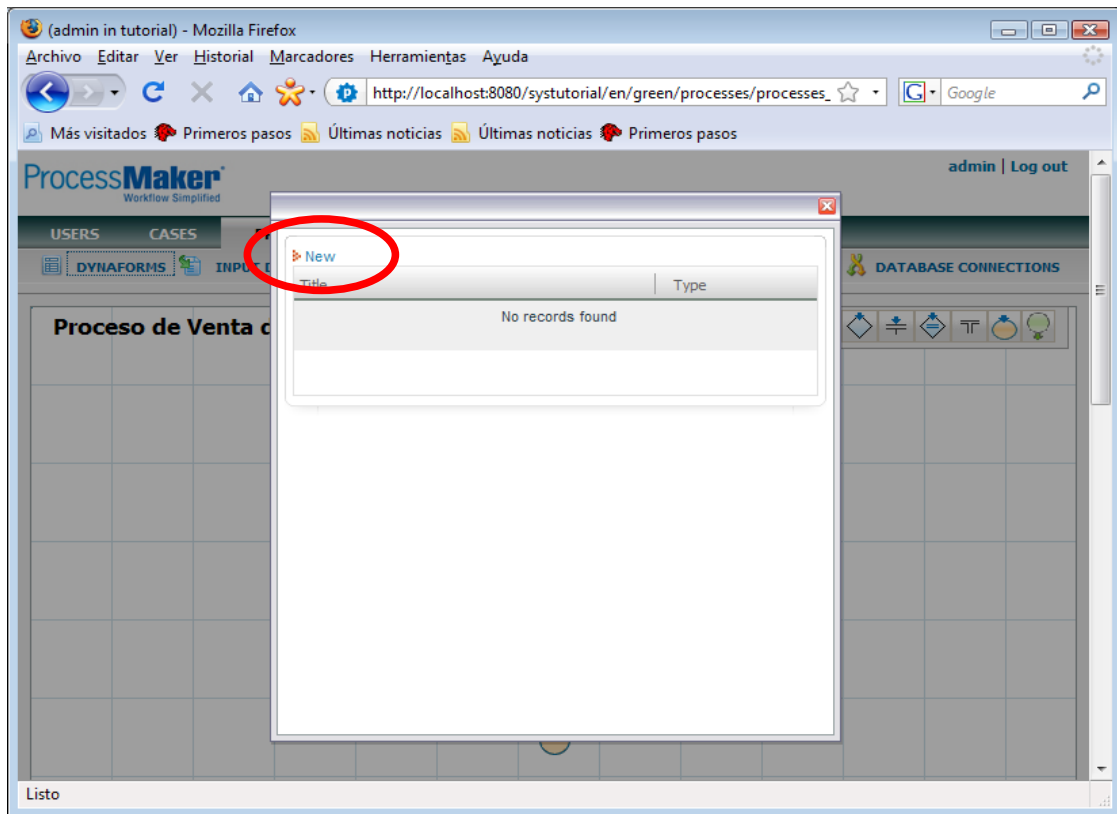 (admin in tutorial) - Mozilla Firefox
Archivo Editar Ver Historial Marcadores Herramientas Ayuda
http://localhost:8080/systutorial/en/green/processes/processes_
G Google
Más visitados Primeros pasos Últimas noticias Últimas noticias Primeros pasos
ProcessMaker
Workflow Simplified
admin | Log out
USERS CASES
DYNAFORMS INPUT
DATABASE CONNECTIONS
New
Title Type
No records found
Proceso de Venta
Listo